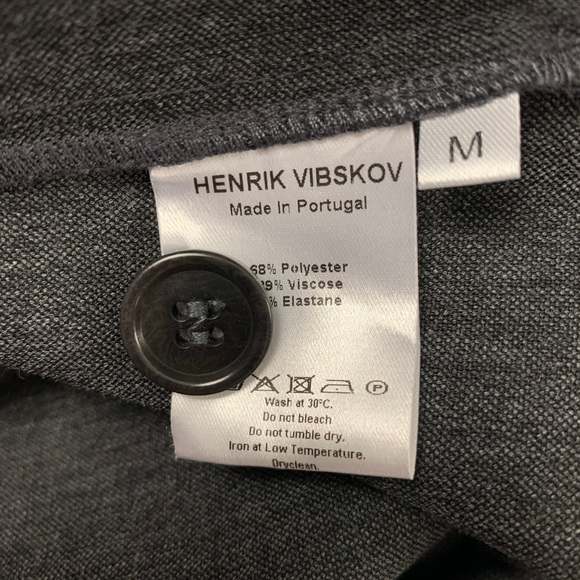 HENRIK VIBSKOV
M
Made In Portugal
68% Polyester
29% Viscose
% Elastane
P
Wash at 30°C.
Do not bleach
Do not tumble dry.
Iron at Low Temperature.
Dryclean.